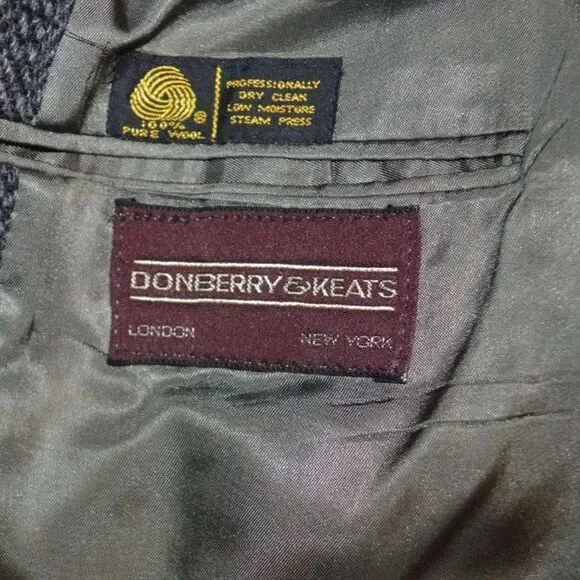 100% ®
PURE WOOL
PROFESSIONALLY
DRY CLEAN
LOW MOISTURE
STEAM PRESS
DONBERRY&KEATS
LONDON NEW YORK